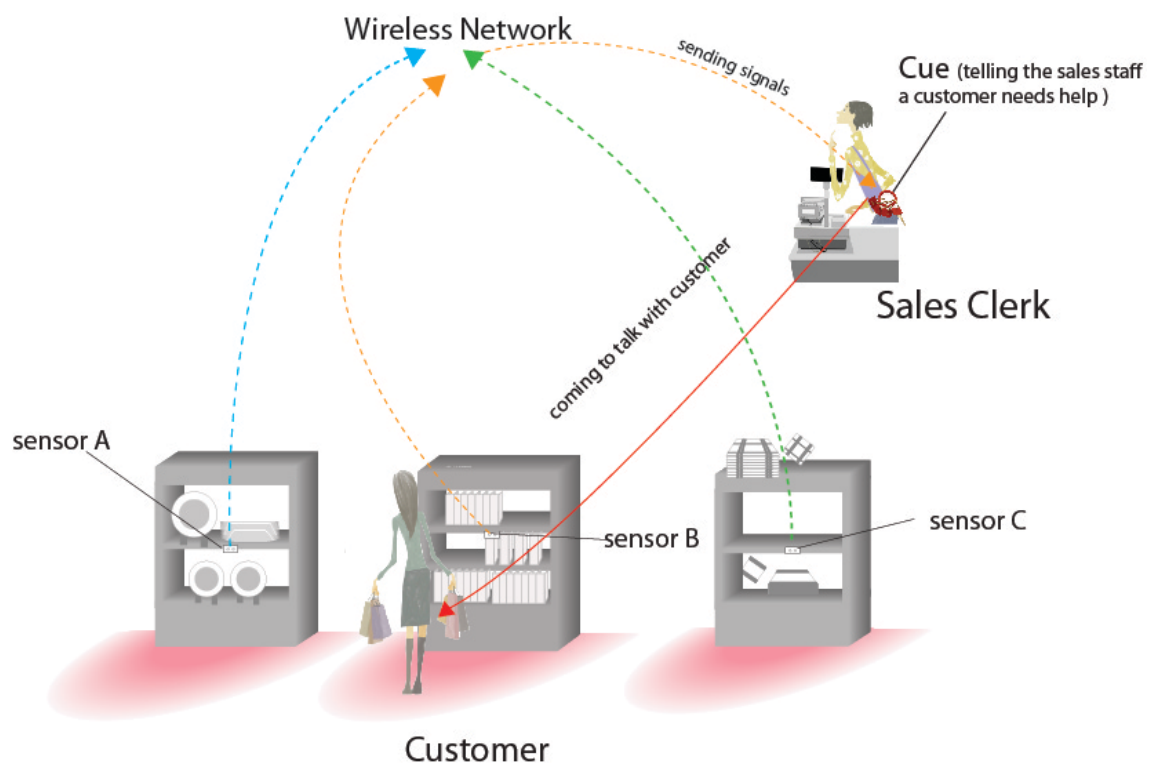 Wireless Network
sending signals
Cue (telling the sales staff
a customer needs help )
Sales Clerk
coming to talk with customer
sensor A
sensor B
sensor C
Customer